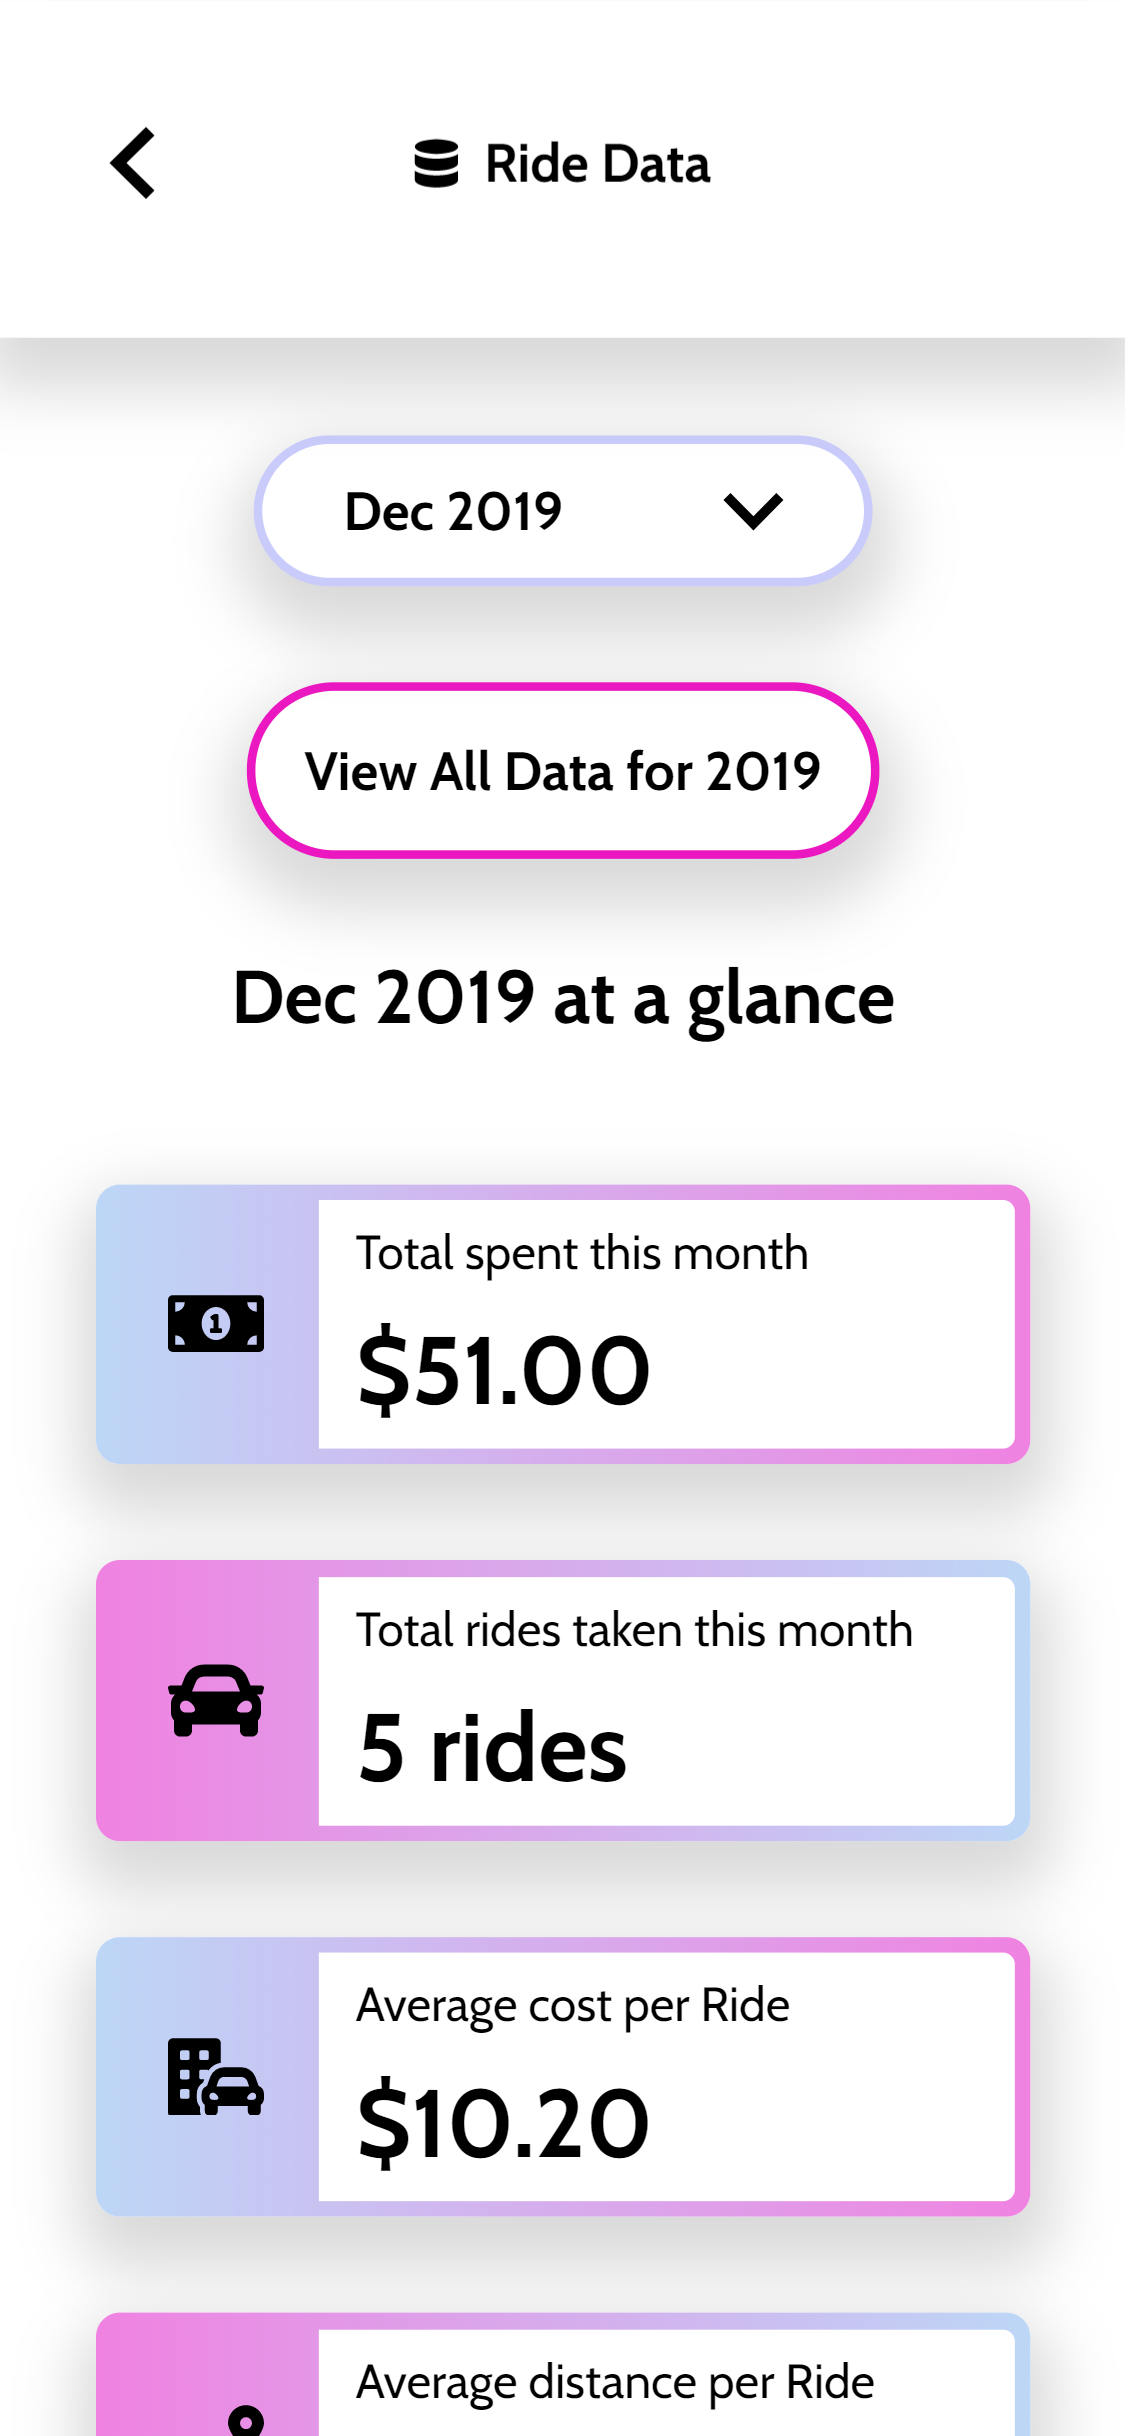 Ride Data
Dec 2019
View All Data for 2019
Dec 2019 at a glance
1
Total spent this month
$51.00
Total rides taken this month
5 rides
Average cost per Ride
$10.20
Average distance per Ride